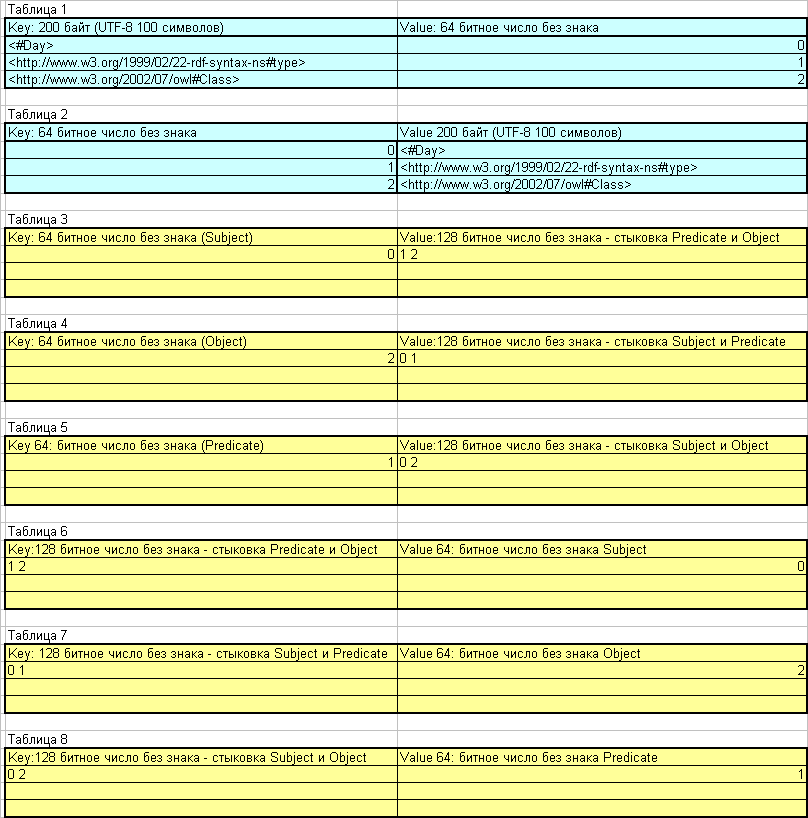 Таблица 1
Key: 200 байт (UTF-8 100 символов) Value: 64 битное число без знака
<#Day> 0
<http://www.w3.org/1999/02/22-rdf-syntax-ns#type> 1
<http://www.w3.org/2002/07/owl#Class> 2
Таблица 2
Key: 64 битное число без знака Value 200 байт (UTF-8 100 символов)
0 <#Day>
1 <http://www.w3.org/1999/02/22-rdf-syntax-ns#type>
2 <http://www.w3.org/2002/07/owl#Class>
Таблица 3
Key: 64 битное число без знака (Subject) Value:128 битное число без знака - стыковка Predicate и Object
0 1 2
Таблица 4
Key: 64 битное число без знака (Object) Value:128 битное число без знака - стыковка Subject и Predicate
2 0 1
Таблица 5
Key 64: битное число без знака (Predicate) Value:128 битное число без знака - стыковка Subject и Object
1 0 2
Таблица 6
Key:128 битное число без знака - стыковка Predicate и Object Value 64: битное число без знака Subject
1 2 0
Таблица 7
Key: 128 битное число без знака - стыковка Subject и Predicate Value 64: битное число без знака Object
0 1 2
Таблица 8
Key:128 битное число без знака - стыковка Subject и Object Value 64: битное число без знака Predicate
0 2 1